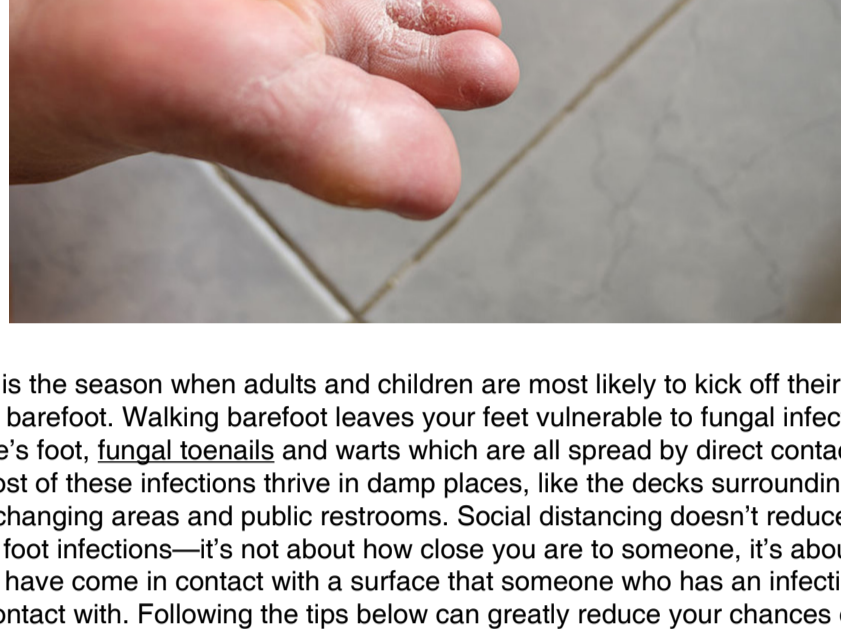 is the season when adults and children are most likely to kick off their
barefoot. Walking barefoot leaves your feet vulnerable to fungal infec
e’s foot, fungal toenails and warts which are all spread by direct conta
ost of these infections thrive in damp places, like the decks surroundin
changing areas and public restrooms. Social distancing doesn’t reduce
foot infections—it’s not about how close you are to someone, it’s abou
have come in contact with a surface that someone who has an infecti
ontact with. Following the tips below can greatly reduce your chances